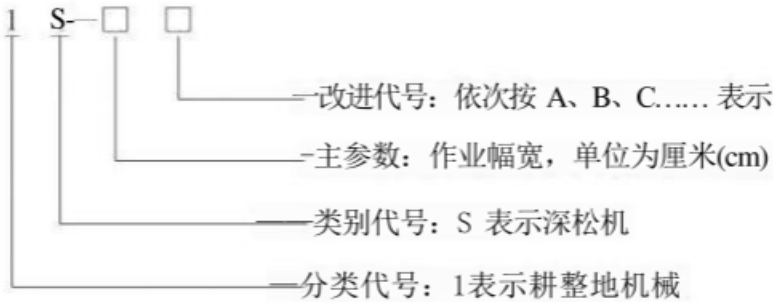 1 S-□ □
改进代号：依次按 A、B、C…… 表示
主参数：作业幅宽，单位为厘米(cm)
类别代号：S 表示深松机
分类代号：1表示耕整地机械